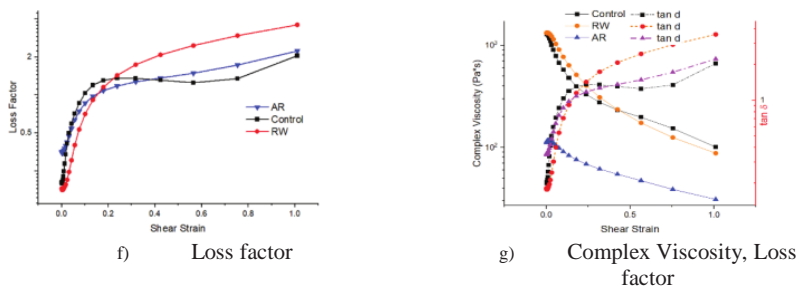 2
0.5
Loss Factor
AR
Control
RW
0.0 0.2 0.4 0.6 0.8 1.0
Shear Strain
f) Loss factor
Control tan d
RW tan d
AR tan d
10³
10²
Complex Viscosity (Pa*s)
1
tan δ
0.0 0.5 1.0
Shear Strain
g) Complex Viscosity, Loss
factor